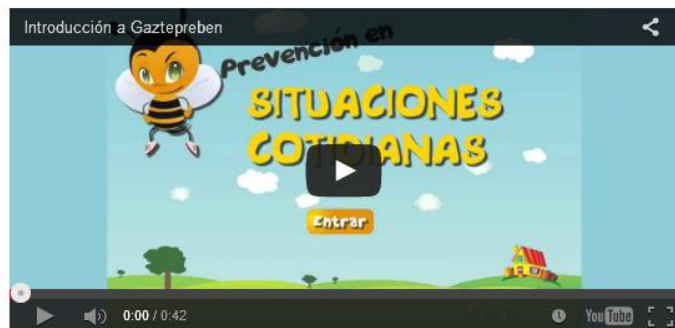 Introducción a Gaztepreben
Prevención en
SITUACIONES
COTIDIANAS
Entrar
0:00 / 0:42
YouTube